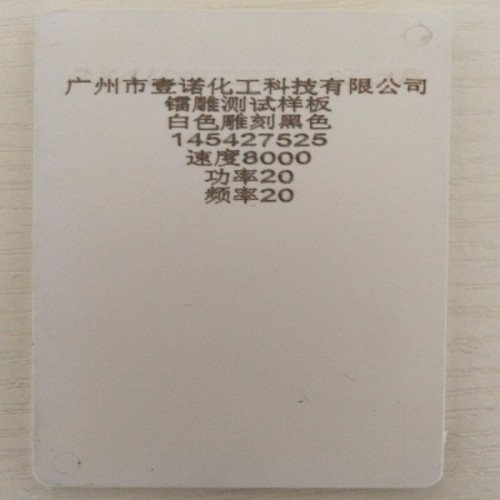 广州市壹诺化工科技有限公司
镭雕测试样板
白色雕刻黑色
145427525
速度8000
功率20
频率20